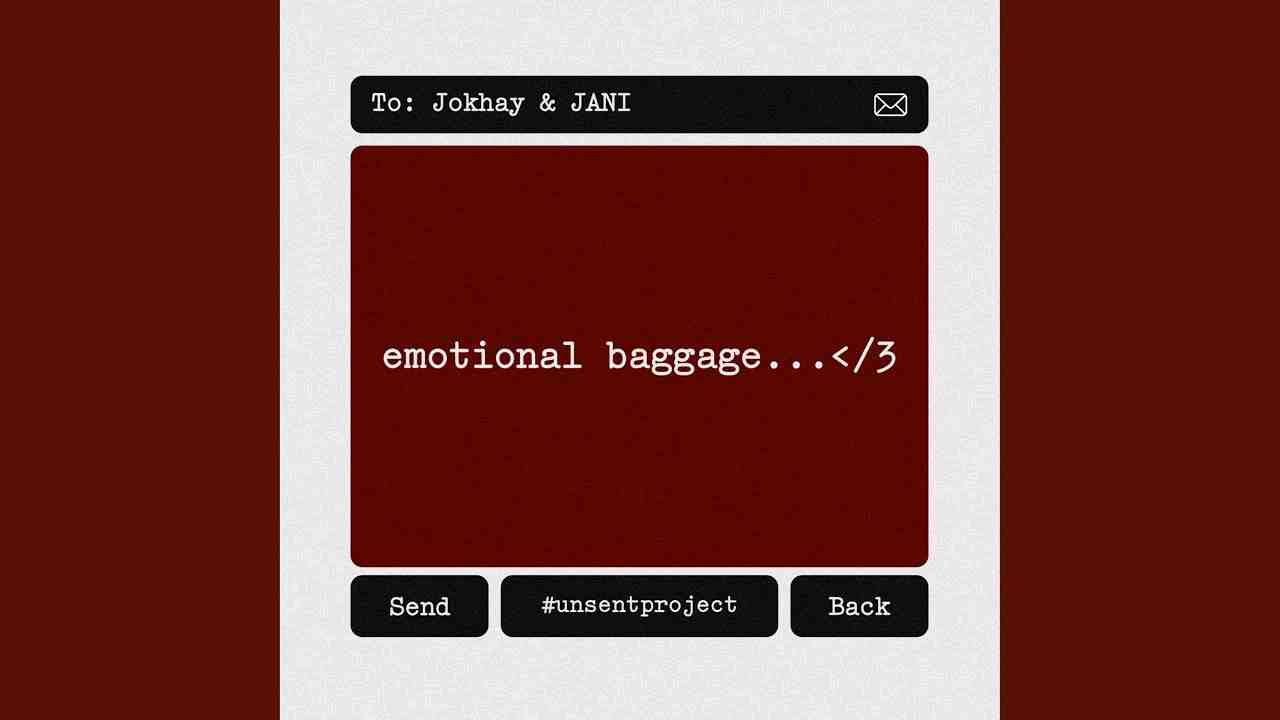 To: Jokhay & JANI
emotional baggage...</3
Send
#unsentproject
Back